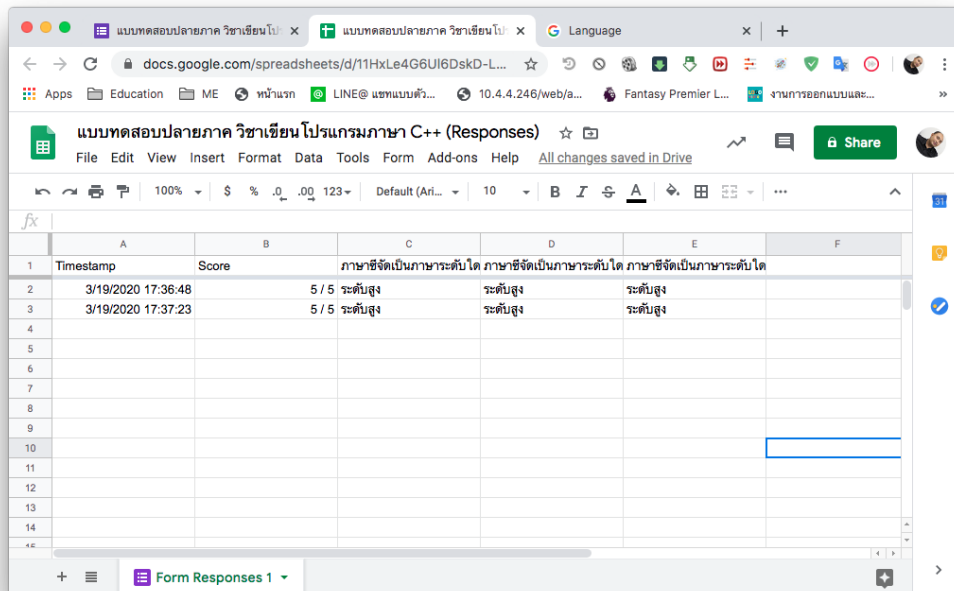 แบบทดสอบปลายภาค วิชาเขียนโป
แบบทดสอบปลายภาค วิชาเขียนโป
Language
docs.google.com/spreadsheets/d/11HxLe4G6UI6DskD-L...
Apps Education ME หน้าแรก LINE@ แชทแบบตัว... 10.4.4.246/web/a... Fantasy Premier L... งานการออกแบบและ... »
แบบทดสอบปลายภาค วิชาเขียนโปรแกรมภาษา C++ (Responses)
File Edit View Insert Format Data Tools Form Add-ons Help All changes saved in Drive
Share
100% $ % .0 .00 123 Default (Ari... 10 B I S A ...
31
fx
A B C D E F
1 Timestamp Score ภาษาซีจัดเป็นภาษาระดับใด ภาษาซีจัดเป็นภาษาระดับใด ภาษาซีจัดเป็นภาษาระดับใด
2 3/19/2020 17:36:48 5 / 5 ระดับสูง ระดับสูง ระดับสูง
3 3/19/2020 17:37:23 5 / 5 ระดับสูง ระดับสูง ระดับสูง
4
5
6
7
8
9
10
11
12
13
14
15
Form Responses 1